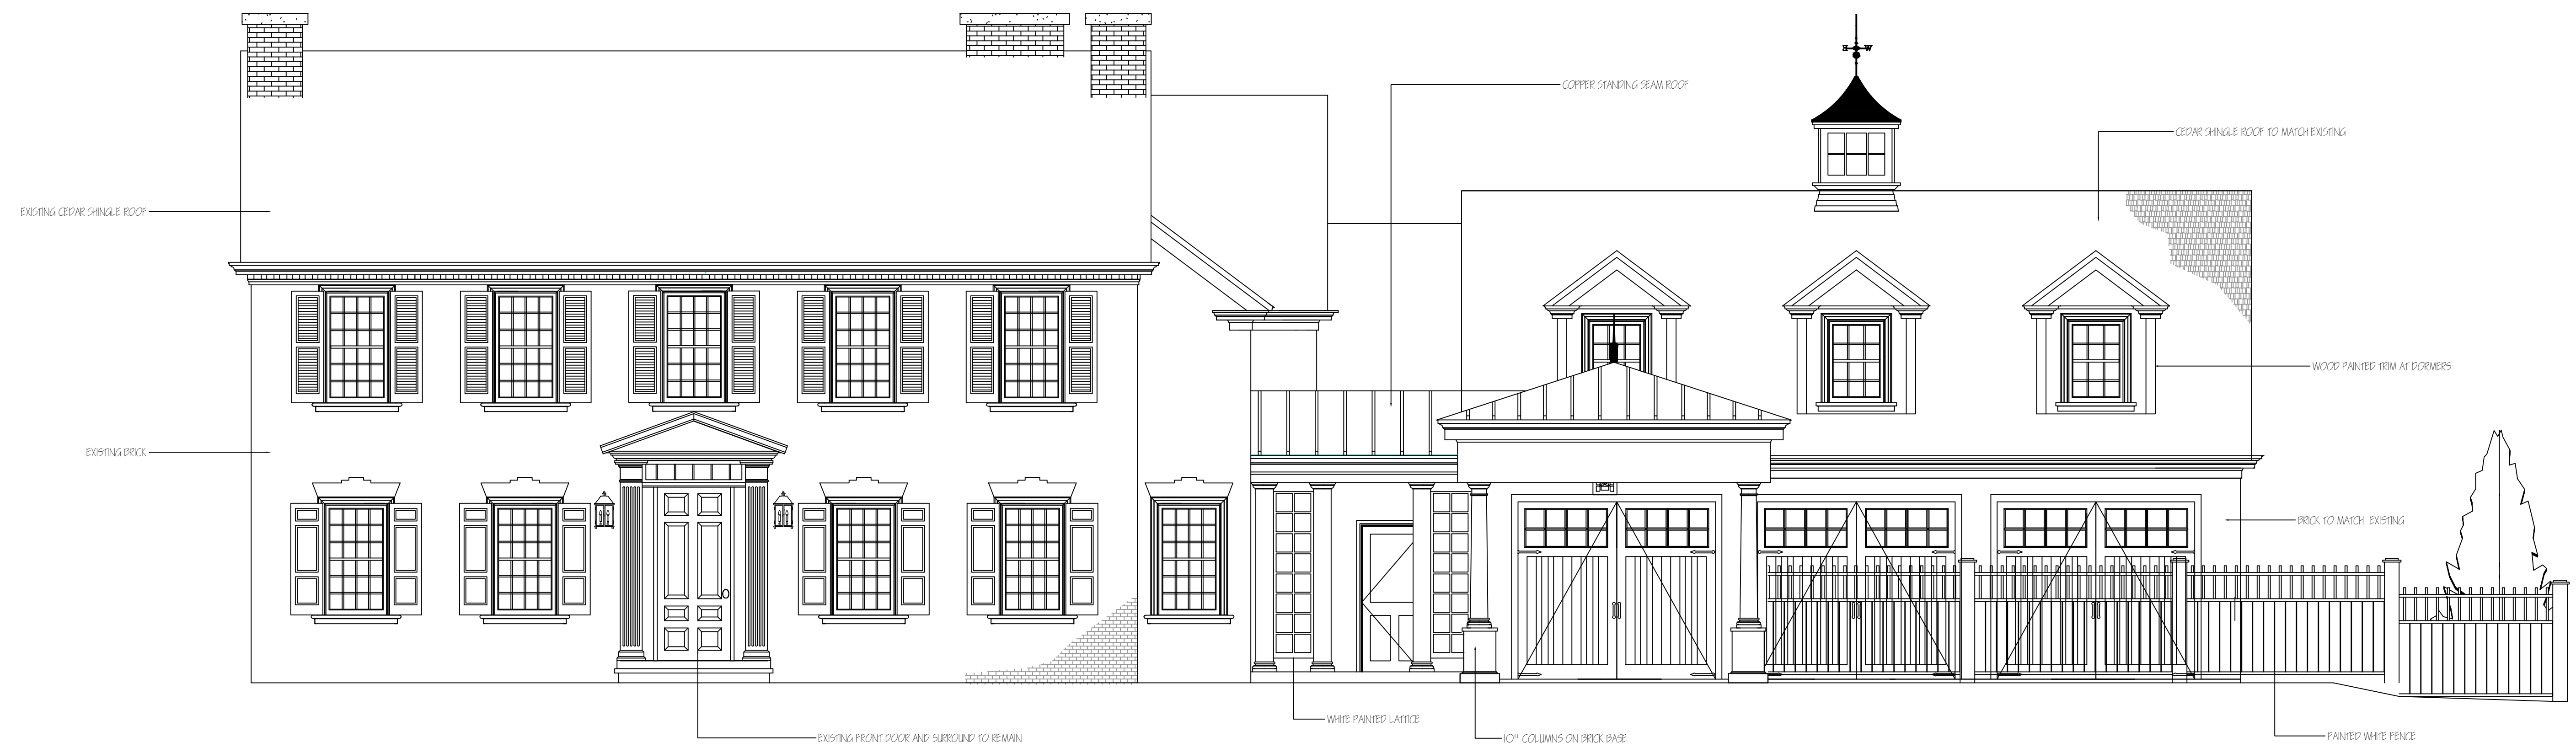 S W
COPPER STANDING SEAM ROOF
CEDAR SHINGLE ROOF TO MATCH EXISTING
EXISTING CEDAR SHINGLE ROOF
WOOD PAINTED TRIM AT DORMERS
EXISTING BRICK
BRICK TO MATCH EXISTING
WHITE PAINTED LATTICE
EXISTING FRONT DOOR AND SURROUND TO REMAIN
10" COLUMNS ON BRICK BASE
PAINTED WHITE FENCE